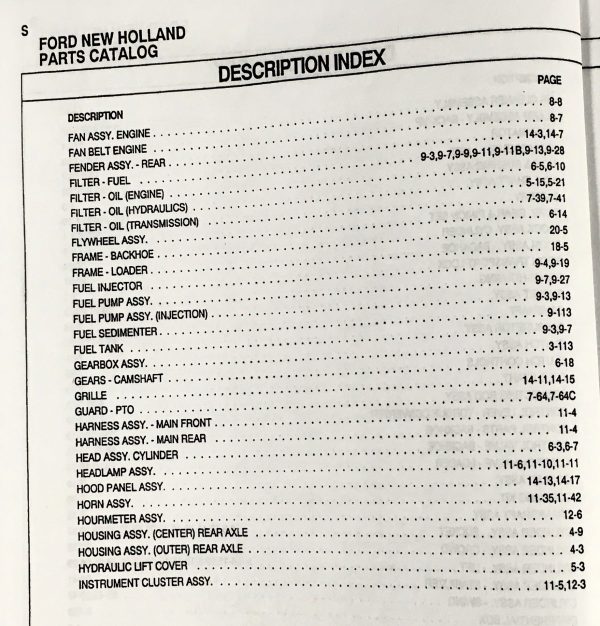 S
FORD NEW HOLLAND
PARTS CATALOG
DESCRIPTION INDEX
DESCRIPTION PAGE
FAN ASSY. ENGINE . . . . . . . . . . 8-8
FAN BELT ENGINE . . . . . . . . . . 8-7
FENDER ASSY. - REAR . . . . . . . . . . 14-3,14-7
FILTER - FUEL . . . . . . . . . . 9-3,9-7,9-9,9-11,9-11B,9-13,9-28
FILTER - OIL (ENGINE) . . . . . . . . . . 6-5,6-10
FILTER - OIL (HYDRAULICS) . . . . . . . . . . 5-15,5-21
FILTER - OIL (TRANSMISSION) . . . . . . . . . . 7-39,7-41
FLYWHEEL ASSY. . . . . . . . . . . 6-14
FRAME - BACKHOE . . . . . . . . . . 20-5
FRAME - LOADER . . . . . . . . . . 18-5
FUEL INJECTOR . . . . . . . . . . 9-4,9-19
FUEL PUMP ASSY. . . . . . . . . . . 9-7,9-27
FUEL PUMP ASSY. (INJECTION) . . . . . . . . . . 9-3,9-13
FUEL SEDIMENTER . . . . . . . . . . 9-113
FUEL TANK . . . . . . . . . . 9-3,9-7
GEARBOX ASSY. . . . . . . . . . . 3-113
GEARS - CAMSHAFT . . . . . . . . . . 6-18
GRILLE . . . . . . . . . . 14-11,14-15
GUARD - PTO . . . . . . . . . . 7-64,7-64C
HARNESS ASSY. - MAIN FRONT . . . . . . . . . . 11-4
HARNESS ASSY. - MAIN REAR . . . . . . . . . . 11-4
HEAD ASSY. CYLINDER . . . . . . . . . . 6-3,6-7
HEADLAMP ASSY. . . . . . . . . . . 11-6,11-10,11-11
HOOD PANEL ASSY. . . . . . . . . . . 14-13,14-17
HORN ASSY. . . . . . . . . . . 11-35,11-42
HOURMETER ASSY. . . . . . . . . . . 12-6
HOUSING ASSY. (CENTER) REAR AXLE . . . . . . . . . . 4-9
HOUSING ASSY. (OUTER) REAR AXLE . . . . . . . . . . 4-3
HYDRAULIC LIFT COVER . . . . . . . . . . 5-3
INSTRUMENT CLUSTER ASSY. . . . . . . . . . . 11-5,12-3